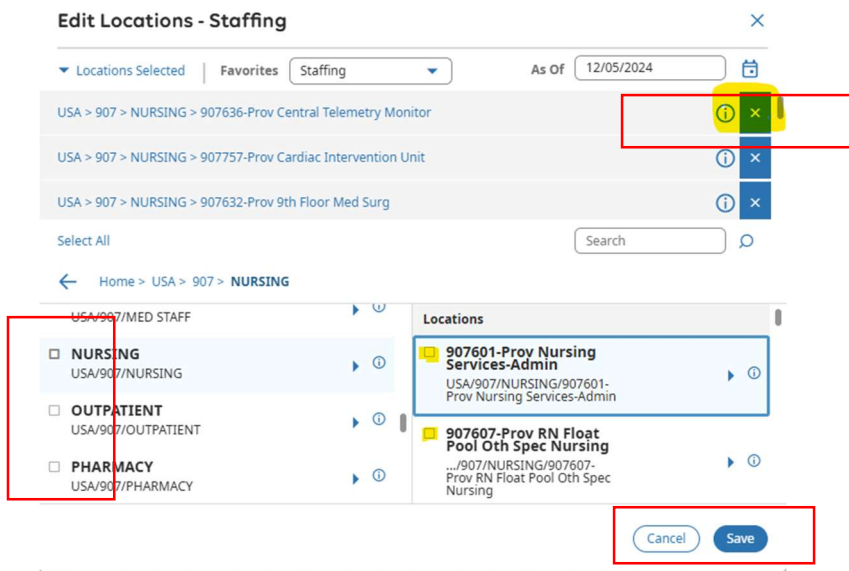 Edit Locations - Staffing
Locations Selected
Favorites
Staffing
As Of
12/05/2024
USA > 907 > NURSING > 907636-Prov Central Telemetry Monitor
USA > 907 > NURSING > 907757-Prov Cardiac Intervention Unit
USA > 907 > NURSING > 907632-Prov 9th Floor Med Surg
Select All
Search
Home > USA > 907 > NURSING
USA/907/MED STAFF
NURSING
USA/907/NURSING
OUTPATIENT
USA/907/OUTPATIENT
PHARMACY
USA/907/PHARMACY
Locations
907601-Prov Nursing
Services-Admin
USA/907/NURSING/907601-
Prov Nursing Services-Admin
907607-Prov RN Float
Pool Oth Spec Nursing
.../907/NURSING/907607-
Prov RN Float Pool Oth Spec
Nursing
Cancel
Save